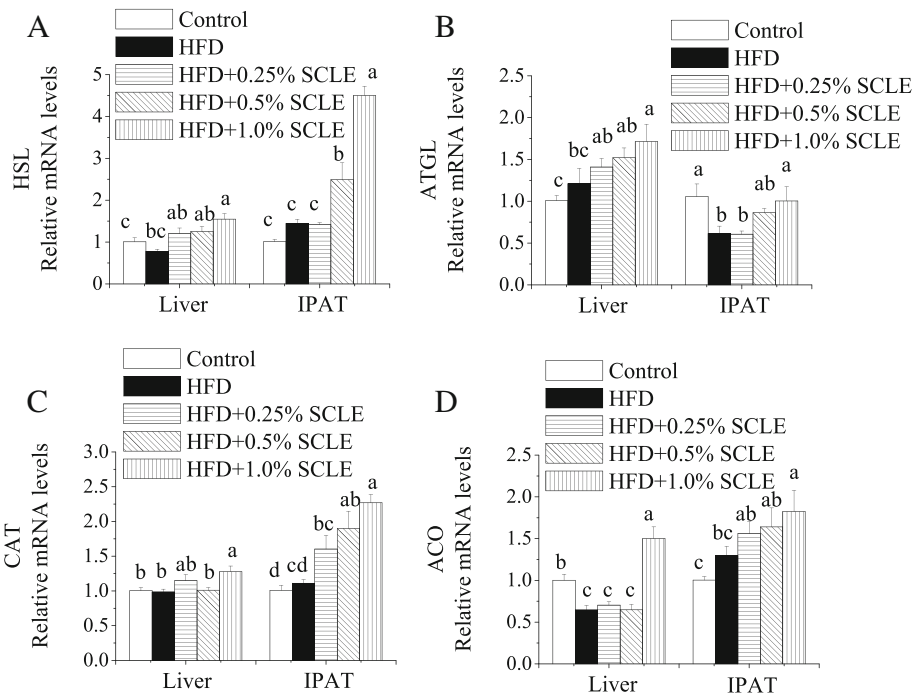 A
Control
HFD
HFD+0.25% SCLE
HFD+0.5% SCLE
HFD+1.0% SCLE
HSL
Relative mRNA levels
5
4
3
2
1
0
c bc ab ab a
c c c b a
Liver IPAT
B
Control
HFD
HFD+0.25% SCLE
HFD+0.5% SCLE
HFD+1.0% SCLE
ATGL
Relative mRNA levels
2.5
2.0
1.5
1.0
0.5
0.0
c bc ab ab a
a b b ab a
Liver IPAT
C
Control
HFD
HFD+0.25% SCLE
HFD+0.5% SCLE
HFD+1.0% SCLE
CAT
Relative mRNA levels
3.0
2.5
2.0
1.5
1.0
0.5
0.0
b b ab b a
d cd bc ab a
Liver IPAT
D
Control
HFD
HFD+0.25% SCLE
HFD+0.5% SCLE
HFD+1.0% SCLE
ACO
Relative mRNA levels
2.5
2.0
1.5
1.0
0.5
0.0
b c c c a
c bc ab ab a
Liver IPAT